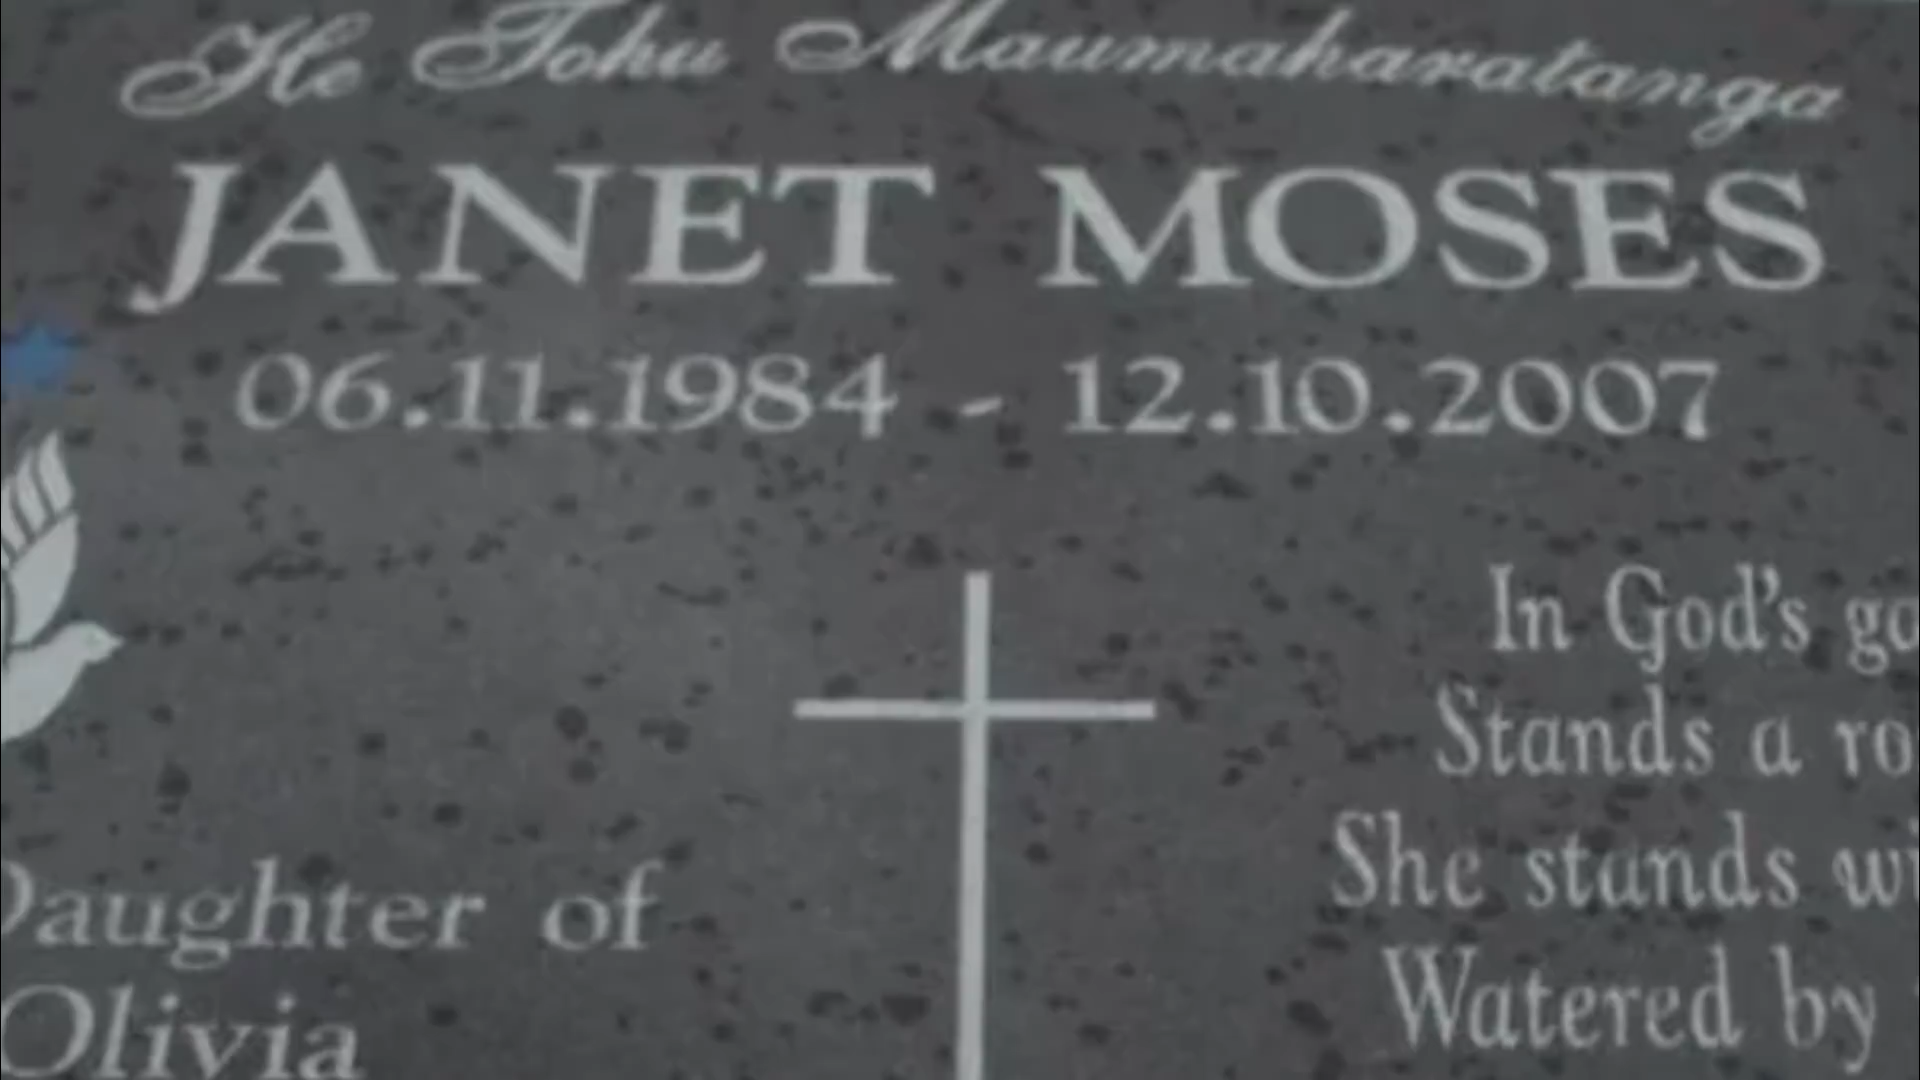 He Tohu Maumaharatanga
JANET MOSES
06.11.1984 - 12.10.2007
In God's
Stands a
She stands
Watered by
Daughter of
Olivia